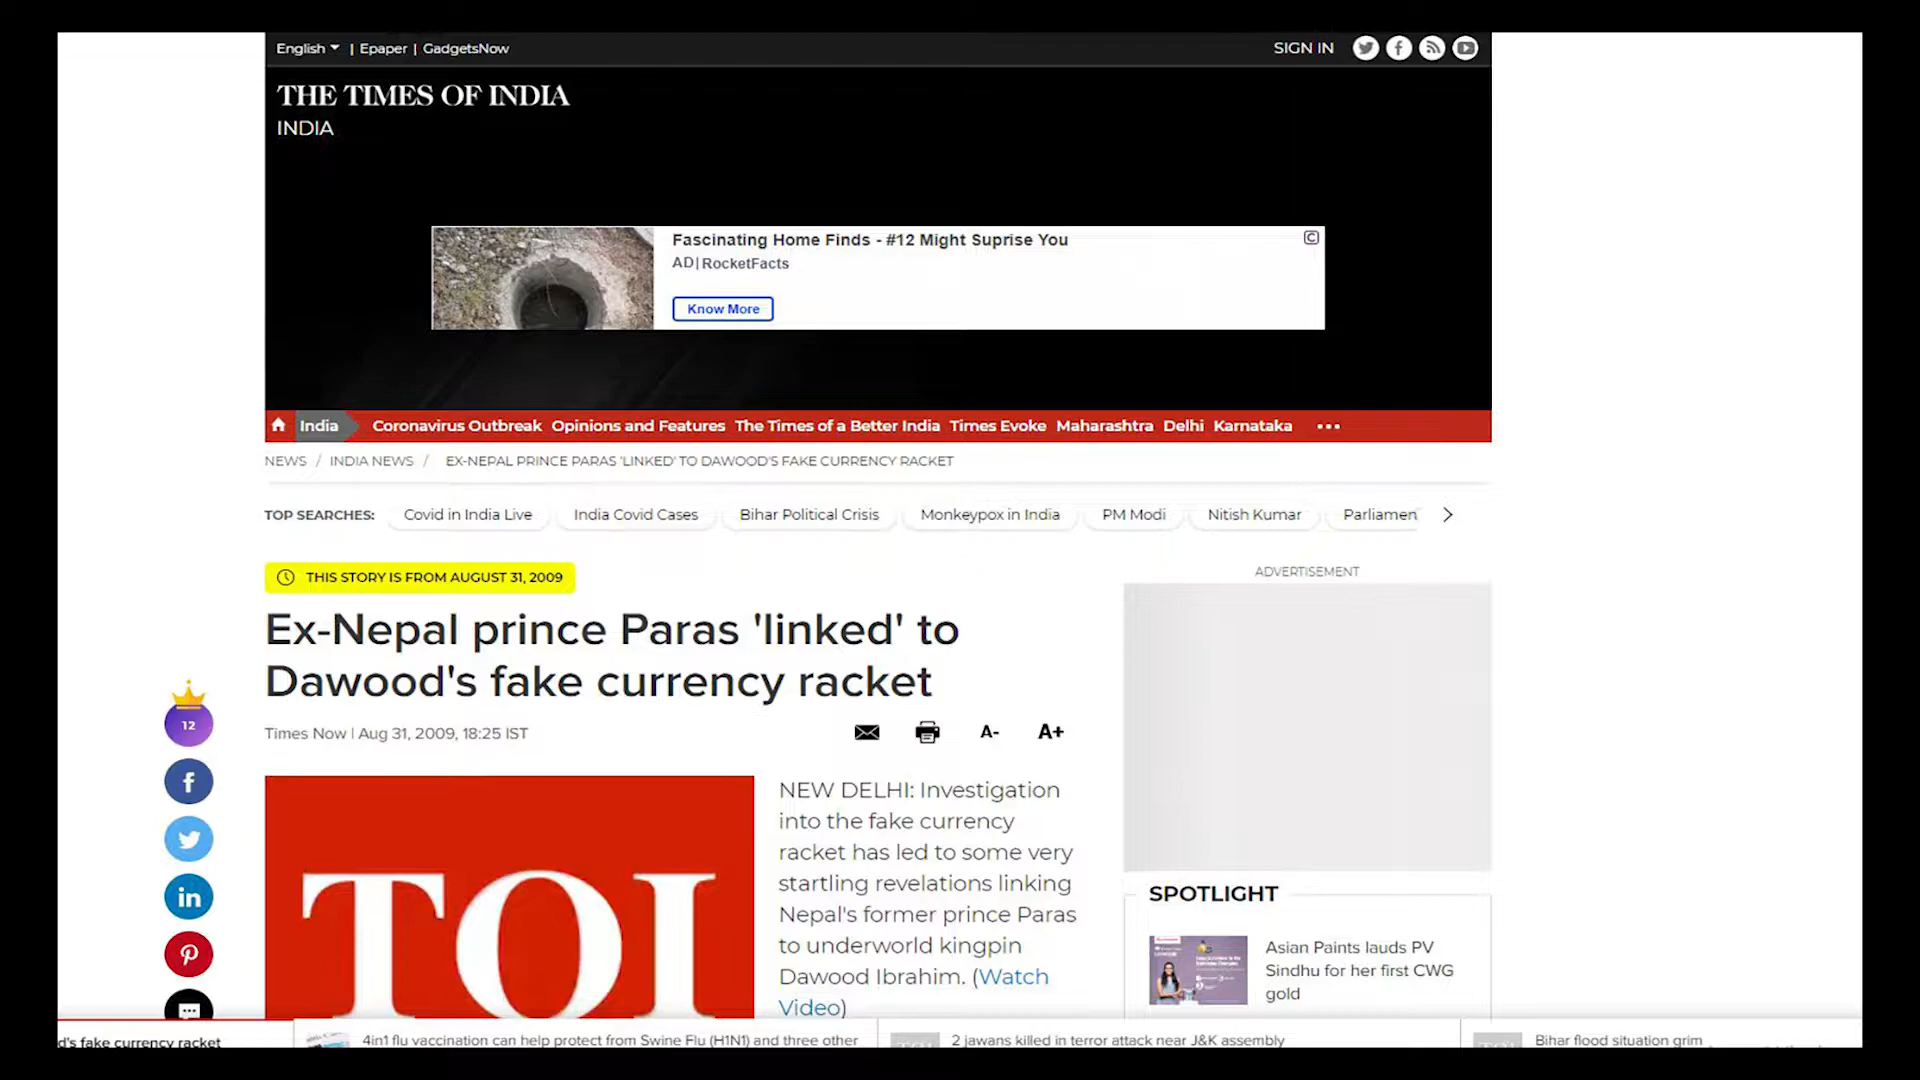 English | Epaper | GadgetsNow
SIGN IN
THE TIMES OF INDIA
INDIA
Fascinating Home Finds - #12 Might Suprise You
AD|RocketFacts
Know More
India Coronavirus Outbreak Opinions and Features The Times of a Better India Times Evoke Maharashtra Delhi Karnataka
NEWS / INDIA NEWS / EX-NEPAL PRINCE PARAS 'LINKED' TO DAWOOD'S FAKE CURRENCY RACKET
TOP SEARCHES: Covid in India Live India Covid Cases Bihar Political Crisis Monkeypox in India PM Modi Nitish Kumar Parliamen
THIS STORY IS FROM AUGUST 31, 2009
ADVERTISEMENT
Ex-Nepal prince Paras 'linked' to
Dawood's fake currency racket
12
Times Now | Aug 31, 2009, 18:25 IST
A- A+
TOI
NEW DELHI: Investigation
into the fake currency
racket has led to some very
startling revelations linking
Nepal's former prince Paras
to underworld kingpin
Dawood Ibrahim. (Watch
Video)
SPOTLIGHT
Asian Paints lauds PV
Sindhu for her first CWG
gold
d's fake currency racket
4in1 flu vaccination can help protect from Swine Flu (H1N1) and three other
2 jawans killed in terror attack near J&K assembly
Bihar flood situation grim